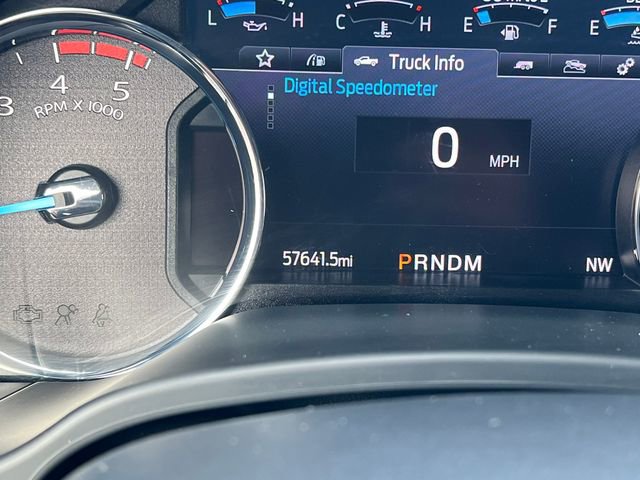 L H C H E F E
Truck Info
Digital Speedometer
3 4 5
RPM X 1000
0 MPH
57641.5mi PRNDM NW